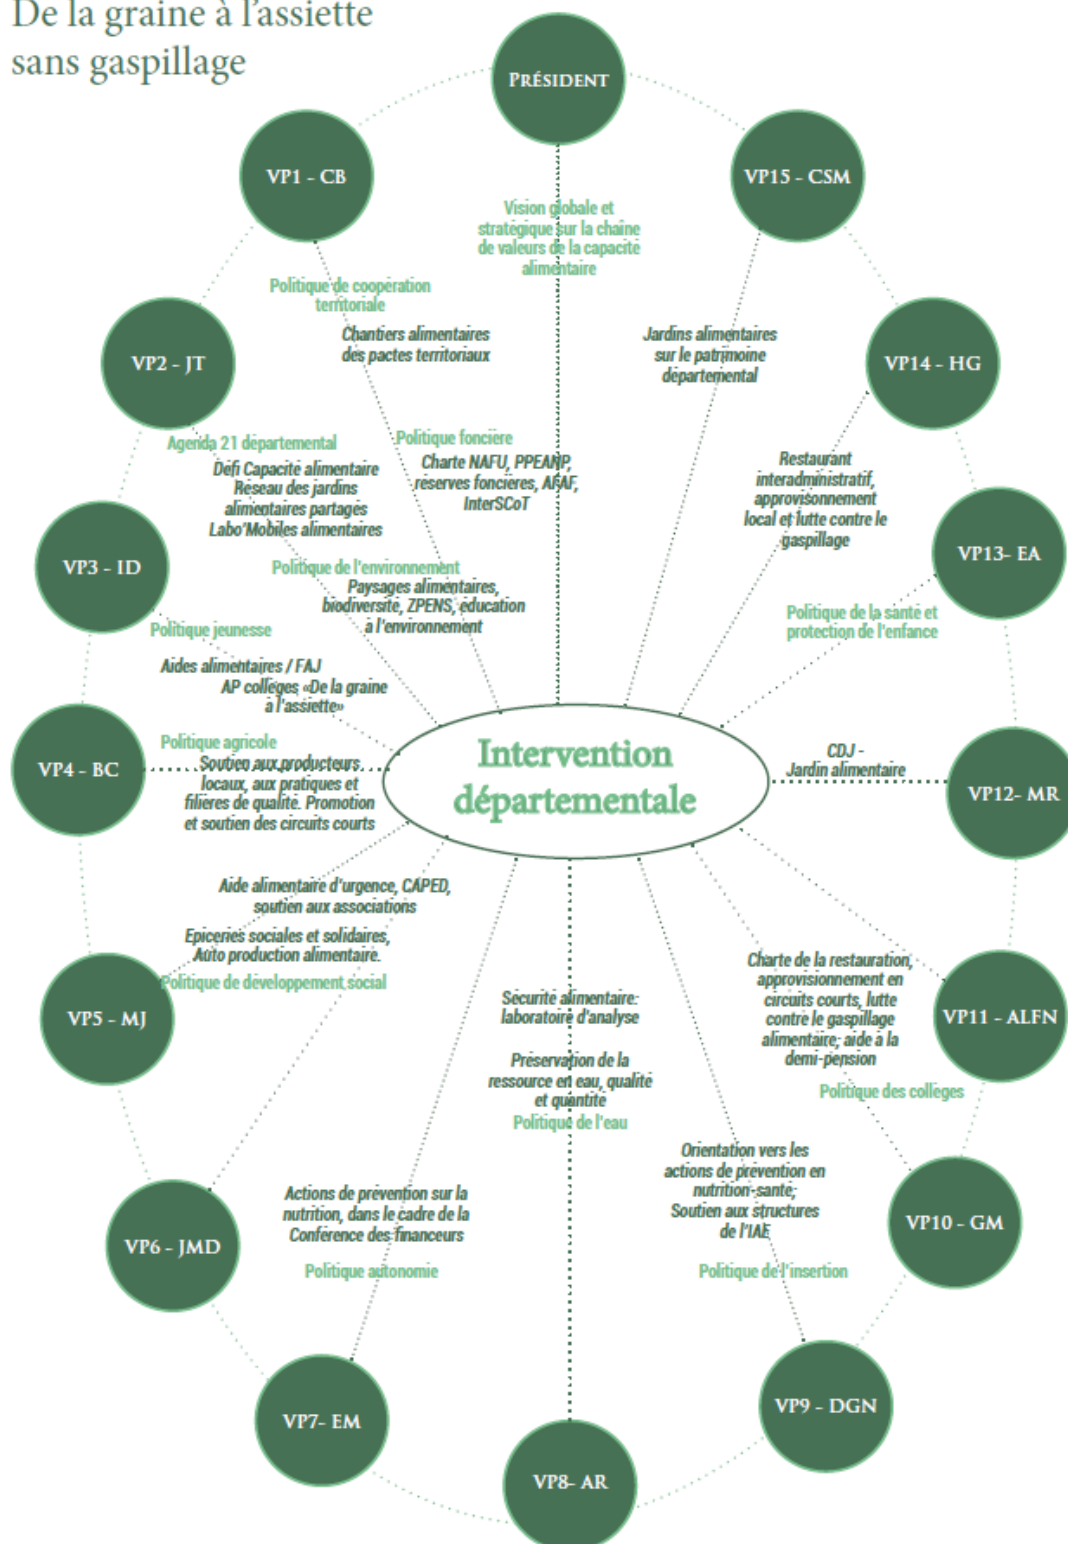 De la graine à l'assiette
sans gaspillage
PRÉSIDENT
VP1 - CB
VP15 - CSM
Vision globale et
stratégique sur la chaîne
de valeurs de la capacité
alimentaire
Politique de coopération
territoriale
Chantiers alimentaires
des pactes territoriaux
Jardins alimentaires
sur le patrimoine
départemental
VP2 - JT
VP14 - HG
Agenda 21 départemental
Défi Capacité alimentaire
Réseau des jardins
alimentaires partagés
Labo'Mobiles alimentaires
Politique foncière
Charte NAFU, PPEANP,
réserves foncières, AFAF,
InterSCoT
Restaurant
interadministratif,
approvisonnement
local et lutte contre le
gaspillage
VP3 - ID
VP13- EA
Politique de l'environnement
Paysages alimentaires,
biodiversité, ZPENS, éducation
à l'environnement
Politique de la santé et
protection de l'enfance
Politique jeunesse
Aides alimentaires / FAJ
AP collèges «De la graine
à l'assiette»
VP4 - BC
Politique agricole
Soutien aux producteurs
locaux, aux pratiques et
filières de qualité. Promotion
et soutien des circuits courts
Intervention
départementale
CDJ -
Jardin alimentaire
VP12- MR
Aide alimentaire d'urgence, CAPED,
soutien aux associations
Epiceries sociales et solidaires,
Auto production alimentaire.
Politique de développement social
VP5 - MJ
Sécurité alimentaire:
laboratoire d'analyse
Préservation de la
ressource en eau, qualité
et quantité
Politique de l'eau
Charte de la restauration,
approvisionnement en
circuits courts, lutte
contre le gaspillage
alimentaire, aide à la
demi-pension
Politique des collèges
VP11 - ALFN
Actions de prévention sur la
nutrition, dans le cadre de la
Conférence des financeurs
Politique autonomie
Orientation vers les
actions de prévention en
nutrition-santé,
Soutien aux structures
de l'IAE
Politique de l'insertion
VP10 - GM
VP6 - JMD
VP7- EM
VP9 - DGN
VP8- AR